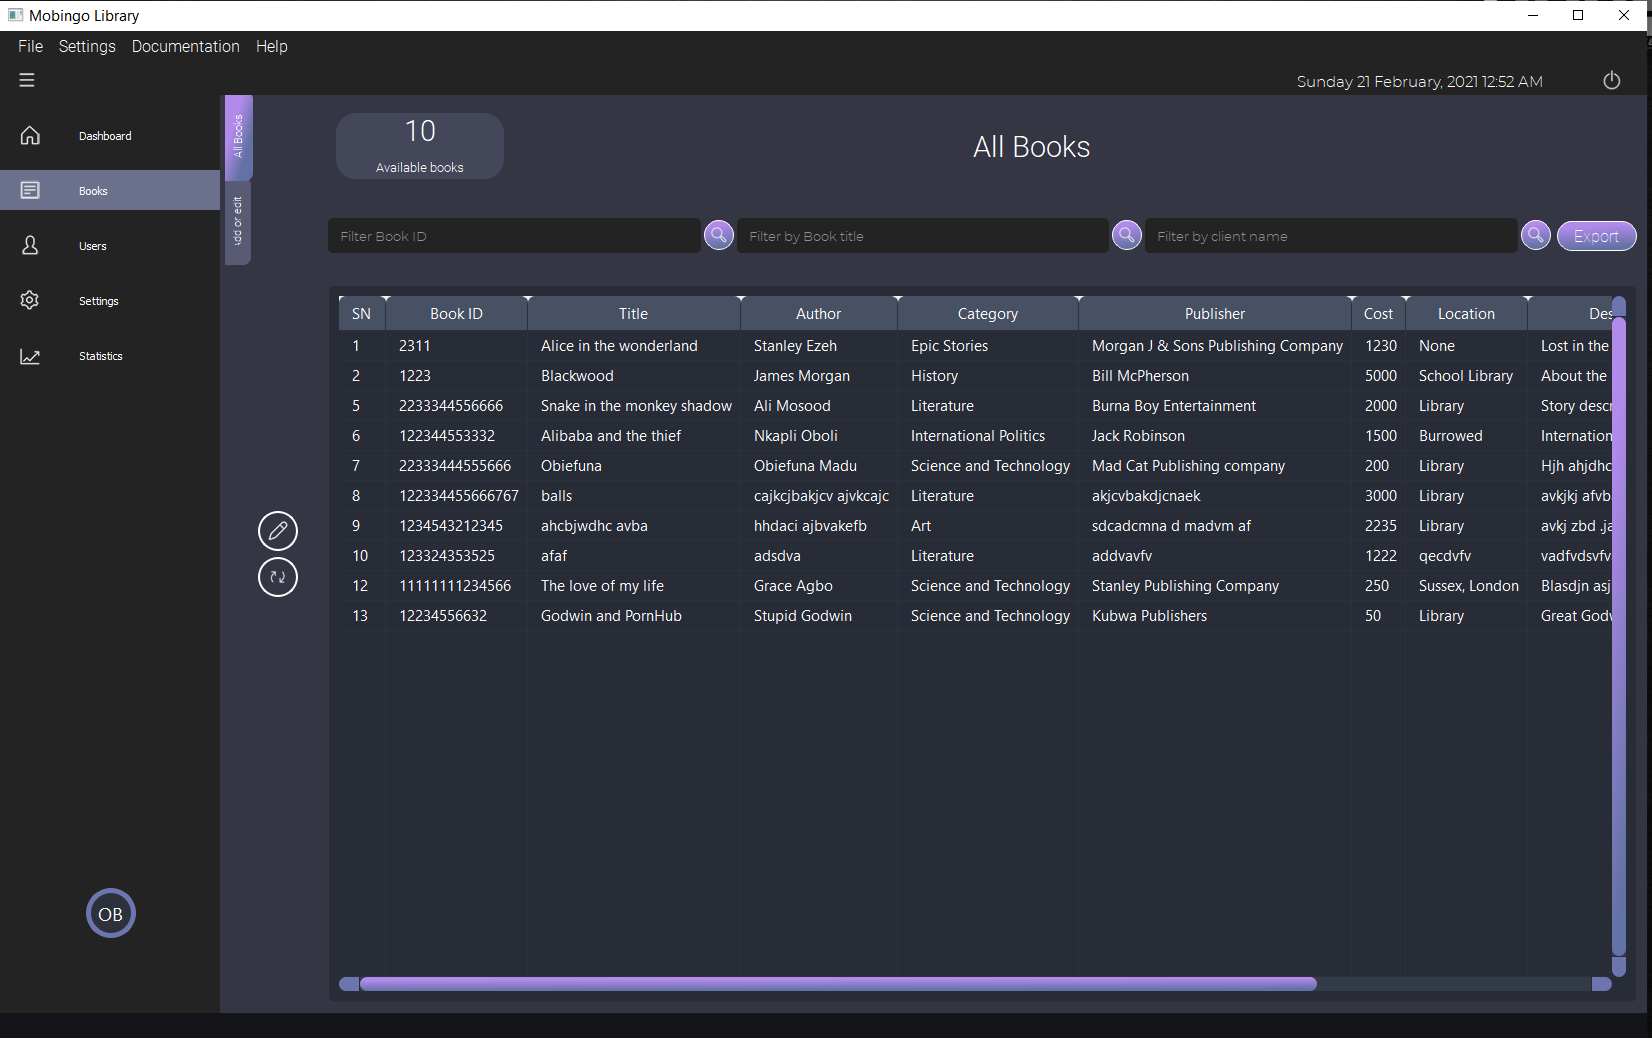 Mobingo Library
File Settings Documentation Help
Sunday 21 February, 2021 12:52 AM
Dashboard
Books
Users
Settings
Statistics
OB
All Books
Add or edit
10
Available books
All Books
Filter Book ID
Filter by Book title
Filter by client name
Export
SN Book ID Title Author Category Publisher Cost Location Des
1 2311 Alice in the wonderland Stanley Ezeh Epic Stories Morgan J & Sons Publishing Company 1230 None Lost in the
2 1223 Blackwood James Morgan History Bill McPherson 5000 School Library About the
5 2233344556666 Snake in the monkey shadow Ali Mosood Literature Burna Boy Entertainment 2000 Library Story descr
6 122344553332 Alibaba and the thief Nkapli Oboli International Politics Jack Robinson 1500 Burrowed Internation
7 22333444555666 Obiefuna Obiefuna Madu Science and Technology Mad Cat Publishing company 200 Library Hjh ahjdhc
8 122334455666767 balls cajkcjbakjcv ajvkcajc Literature akjcvbakdjcnaek 3000 Library avkjkj afvb
9 1234543212345 ahcbjwdhc avba hhdaci ajbvakefb Art sdcadcmna d madvm af 2235 Library avkj zbd .ja
10 123324353525 afaf adsdva Literature addvavfv 1222 qecdvfv vadfvdsvfv
12 11111111234566 The love of my life Grace Agbo Science and Technology Stanley Publishing Company 250 Sussex, London Blasdjn asj
13 12234556632 Godwin and PornHub Stupid Godwin Science and Technology Kubwa Publishers 50 Library Great Godw